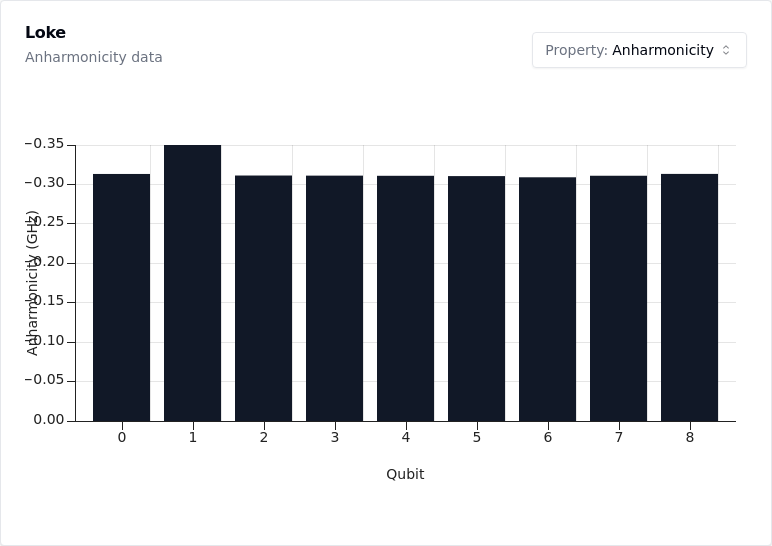 Loke
Anharmonicity data
Property: Anharmonicity
−0.35
−0.30
−0.25
−0.20
−0.15
−0.10
−0.05
0.00
Anharmonicity (GHz)
0 1 2 3 4 5 6 7 8
Qubit